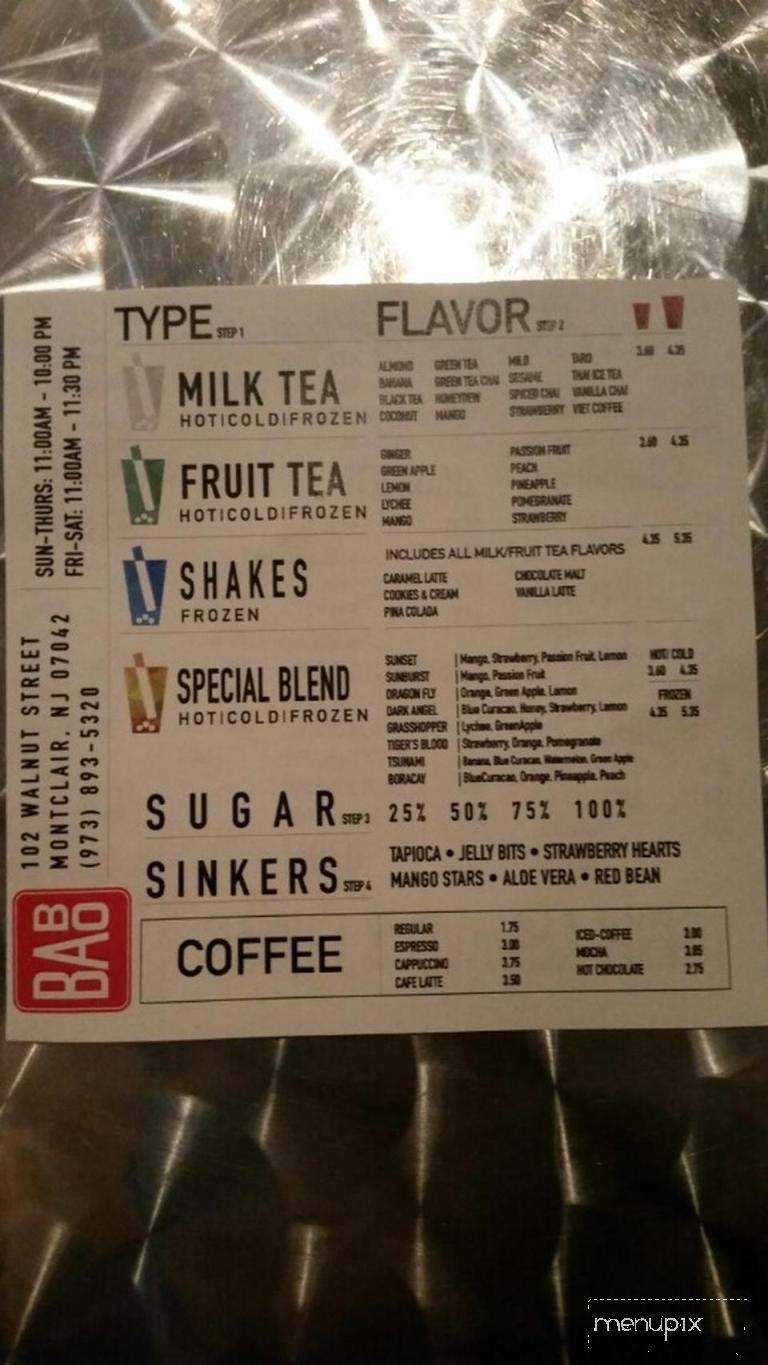 TYPE STEP 1
FLAVOR STEP 2
MILK TEA
HOT|COLD|FROZEN
ALMOND GREEN TEA MILO TARO 3.60 4.35
BANANA GREEN TEA CHAI SESAME THAI ICE TEA
BLACK TEA HONEYDEW SPICED CHAI VANILLA CHAI
COCONUT MANGO STRAWBERRY VIET COFFEE
FRUIT TEA
HOT|COLD|FROZEN
GINGER PASSION FRUIT 3.60 4.35
GREEN APPLE PEACH
LEMON PINEAPPLE
LYCHEE POMEGRANATE
MANGO STRAWBERRY
SHAKES
FROZEN
INCLUDES ALL MILK/FRUIT TEA FLAVORS 4.35 5.35
CARAMEL LATTE CHOCOLATE MALT
COOKIES & CREAM VANILLA LATTE
PINA COLADA
SPECIAL BLEND
HOT|COLD|FROZEN
SUNSET | Mango, Strawberry, Passion Fruit, Lemon
SUNBURST | Mango, Passion Fruit
DRAGON FLY | Orange, Green Apple, Lemon
DARK ANGEL | Blue Curacao, Honey, Strawberry, Lemon
GRASSHOPPER | Lychee, GreenApple
TIGER'S BLOOD | Strawberry, Orange, Pomegranate
TSUNAMI | Banana, Blue Curacao, Watermelon, Green Apple
BORACAY | BlueCuracao, Orange, Pineapple, Peach
HOT/ COLD
3.60 4.35
FROZEN
4.35 5.35
SUGAR STEP 3 25% 50% 75% 100%
SINKERS STEP 4
TAPIOCA • JELLY BITS • STRAWBERRY HEARTS
MANGO STARS • ALOE VERA • RED BEAN
COFFEE
REGULAR 1.75
ESPRESSO 2.00
CAPPUCCINO 3.75
CAFE LATTE 3.50
ICED-COFFEE 2.00
MOCHA 3.85
HOT CHOCOLATE 2.75
SUN-THURS: 11:00AM - 10:00 PM
FRI-SAT: 11:00AM - 11:30 PM
102 WALNUT STREET
MONTCLAIR, NJ 07042
(973) 893-5320
BAO
BAO
menupix